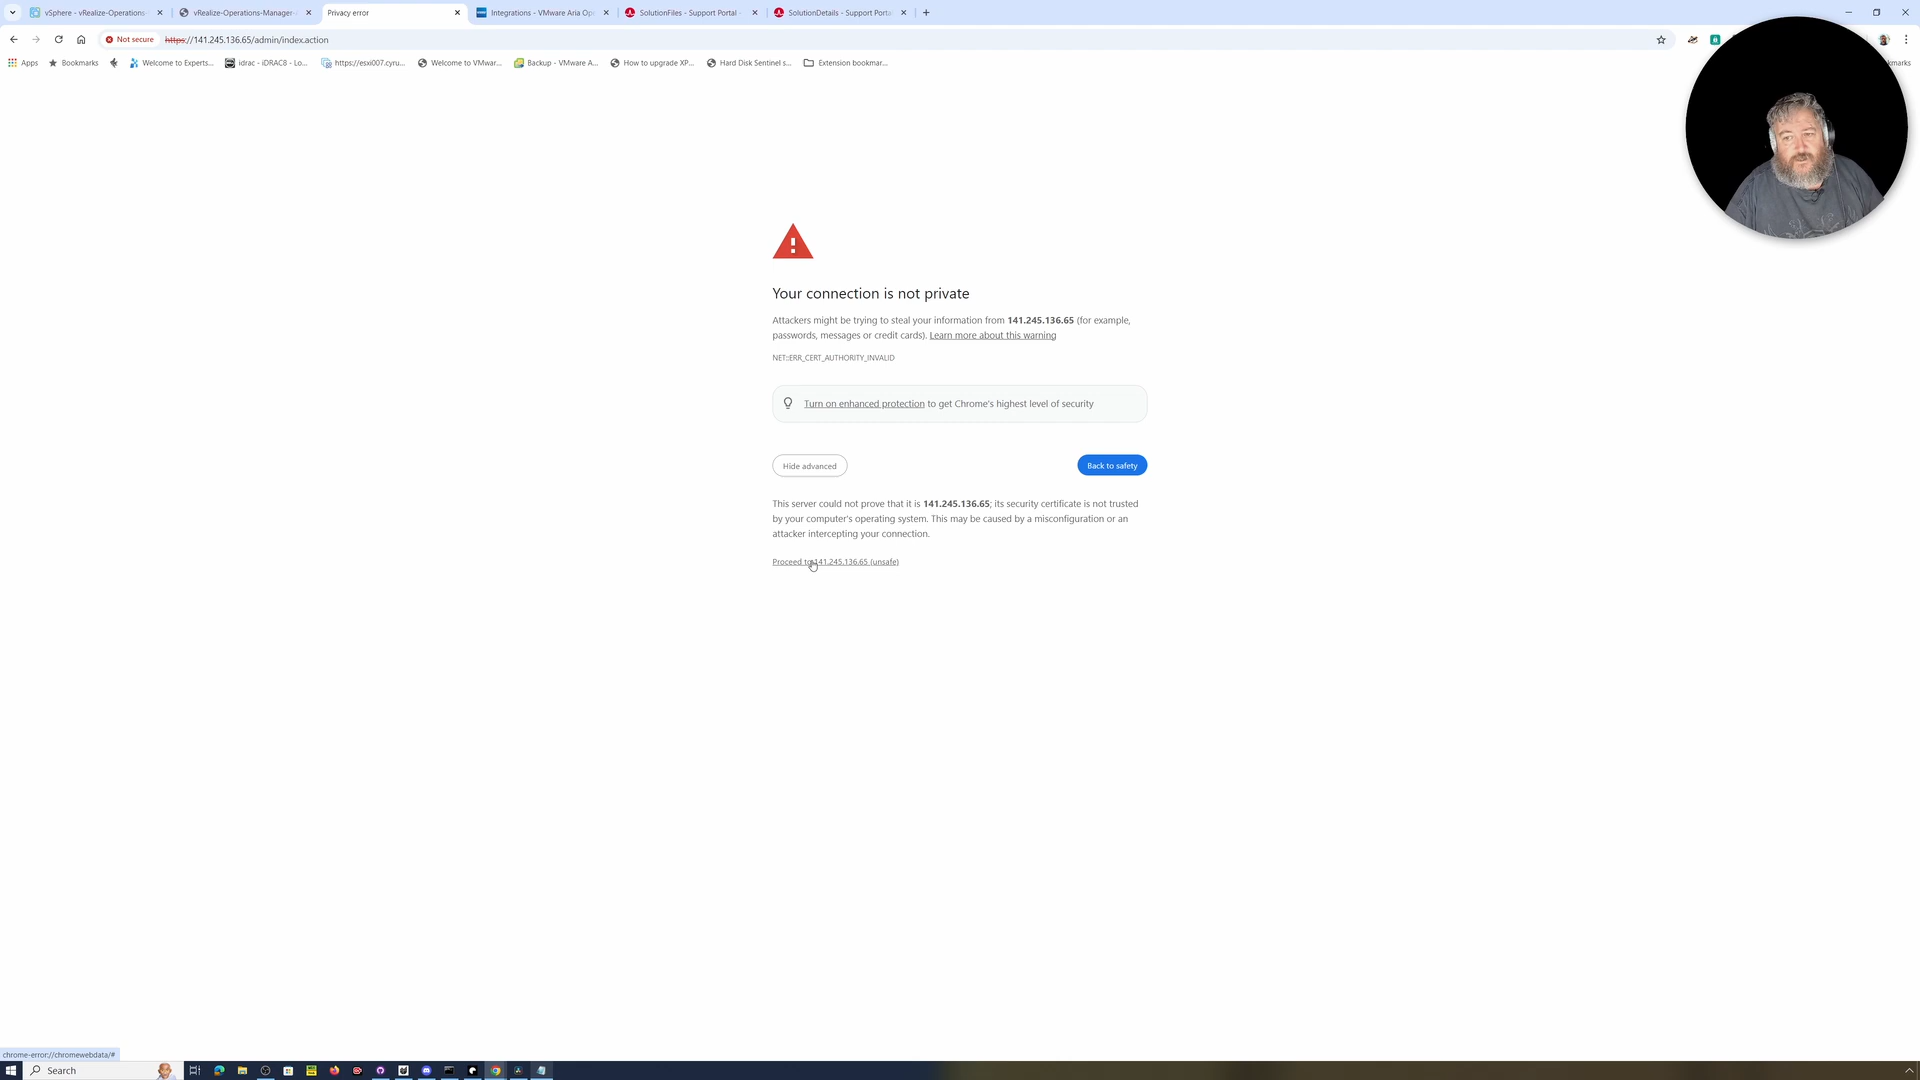 vSphere - vRealize-Operations-
vRealize-Operations-Manager-
Privacy error
Integrations - VMware Aria Op
SolutionFiles - Support Portal -
SolutionDetails - Support Porta
Not secure
https://141.245.136.65/admin/index.action
Apps
Bookmarks
Welcome to Experts...
idrac - iDRAC8 - Lo...
https://esxi007.cyru...
Welcome to VMwar...
Backup - VMware A...
How to upgrade XP...
Hard Disk Sentinel s...
Extension bookmar...
kmarks
Your connection is not private
Attackers might be trying to steal your information from 141.245.136.65 (for example,
passwords, messages or credit cards). Learn more about this warning
NET::ERR_CERT_AUTHORITY_INVALID
Turn on enhanced protection to get Chrome's highest level of security
Hide advanced
Back to safety
This server could not prove that it is 141.245.136.65; its security certificate is not trusted
by your computer's operating system. This may be caused by a misconfiguration or an
attacker intercepting your connection.
Proceed to 141.245.136.65 (unsafe)
chrome-error://chromewebdata/#
Search